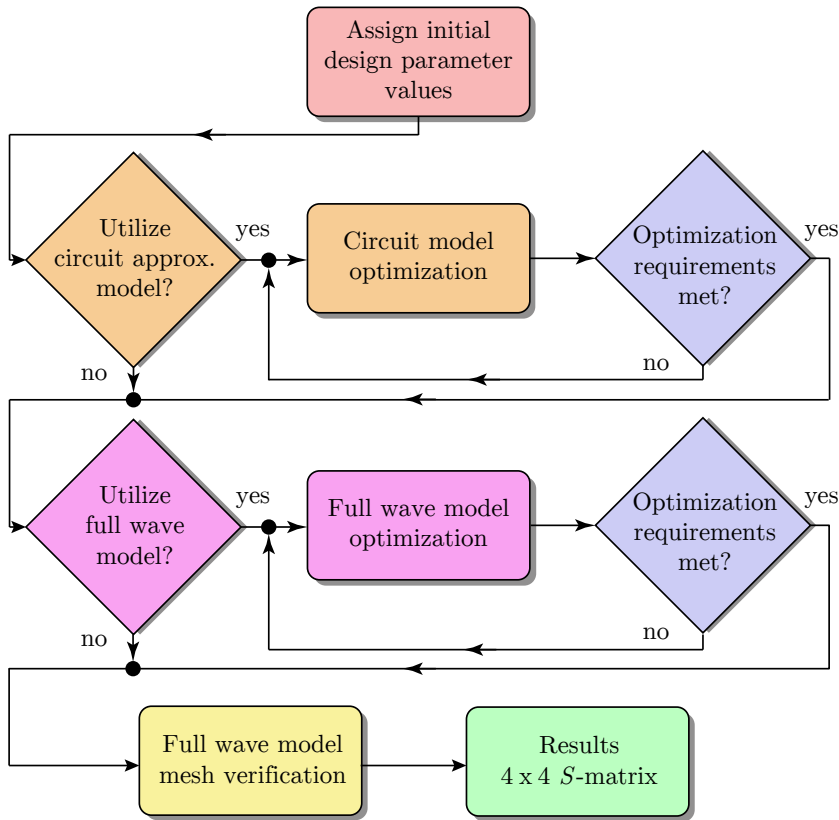 Assign initial
design parameter
values
Utilize
circuit approx.
model?
yes
Circuit model
optimization
Optimization
requirements
met?
yes
no
no
Utilize
full wave
model?
yes
Full wave model
optimization
Optimization
requirements
met?
yes
no
no
Full wave model
mesh verification
Results
4 x 4 S-matrix